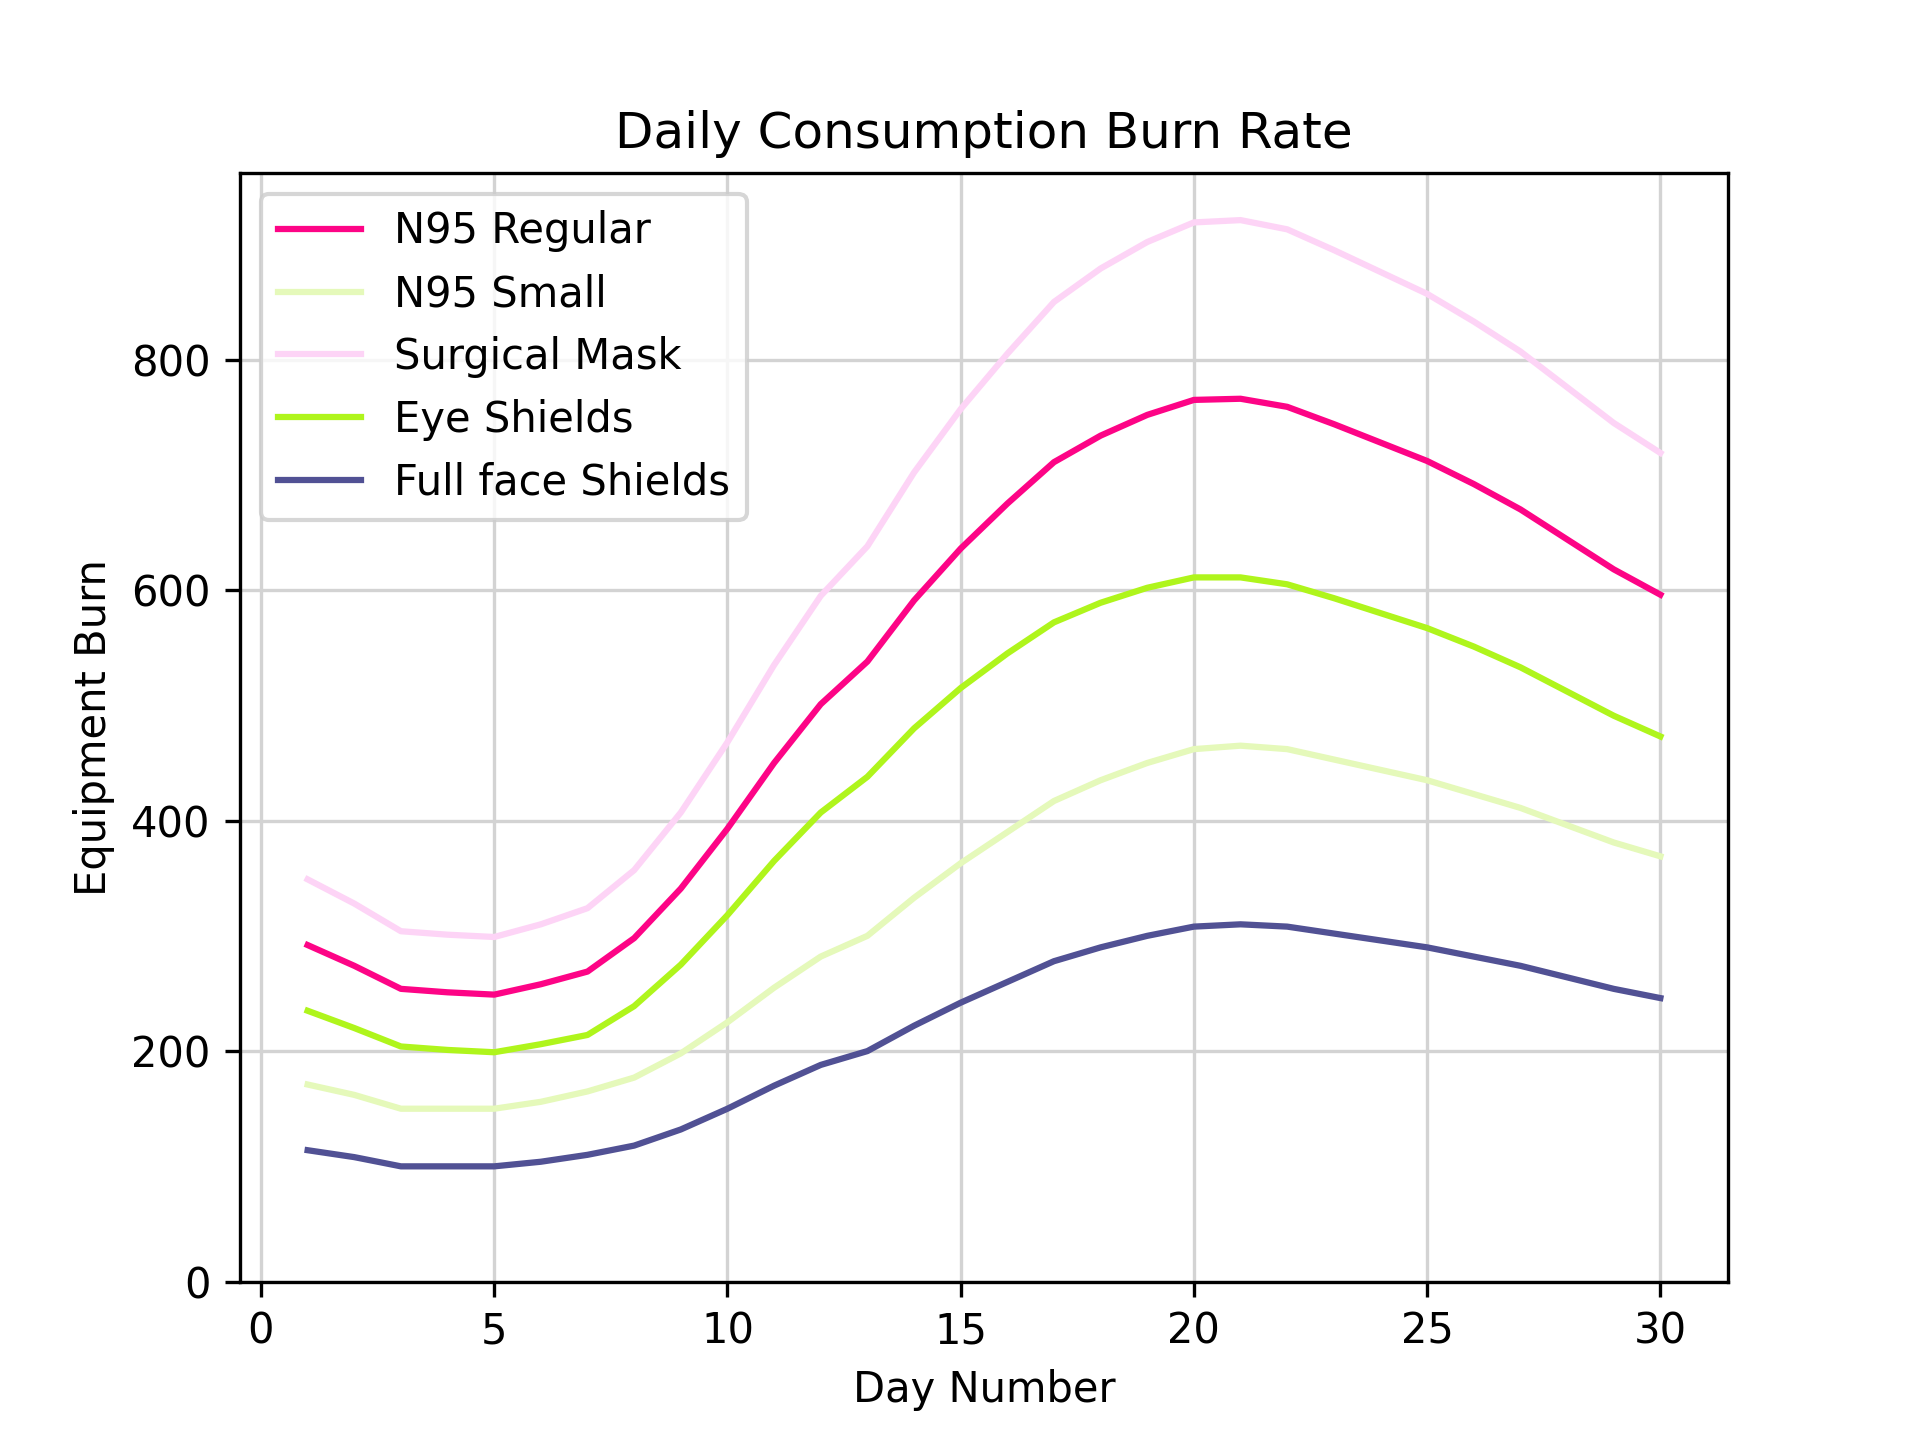 Daily Consumption Burn Rate
N95 Regular
N95 Small
Surgical Mask
Eye Shields
Full face Shields
Equipment Burn
800
600
400
200
0
0 5 10 15 20 25 30
Day Number